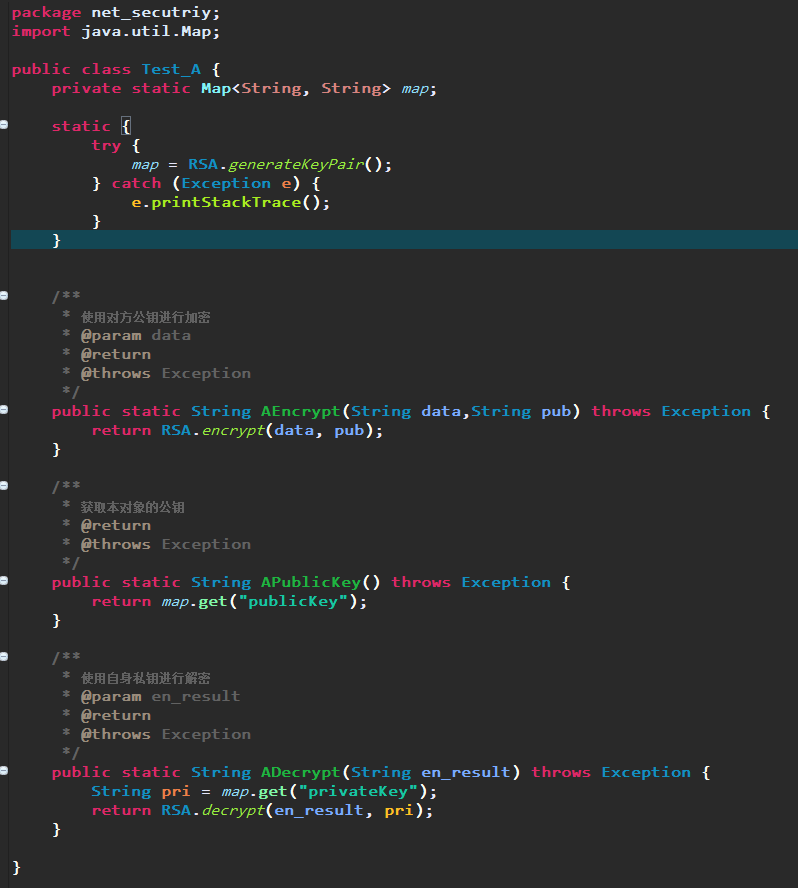 package net_secutriy;
import java.util.Map;
public class Test_A {
private static Map<String, String> map;
static {
try {
map = RSA.generateKeyPair();
} catch (Exception e) {
e.printStackTrace();
}
}
/**
* 使用对方公钥进行加密
* @param data
* @return
* @throws Exception
*/
public static String AEncrypt(String data,String pub) throws Exception {
return RSA.encrypt(data, pub);
}
/**
* 获取本对象的公钥
* @return
* @throws Exception
*/
public static String APublicKey() throws Exception {
return map.get("publicKey");
}
/**
* 使用自身私钥进行解密
* @param en_result
* @return
* @throws Exception
*/
public static String ADecrypt(String en_result) throws Exception {
String pri = map.get("privateKey");
return RSA.decrypt(en_result, pri);
}
}